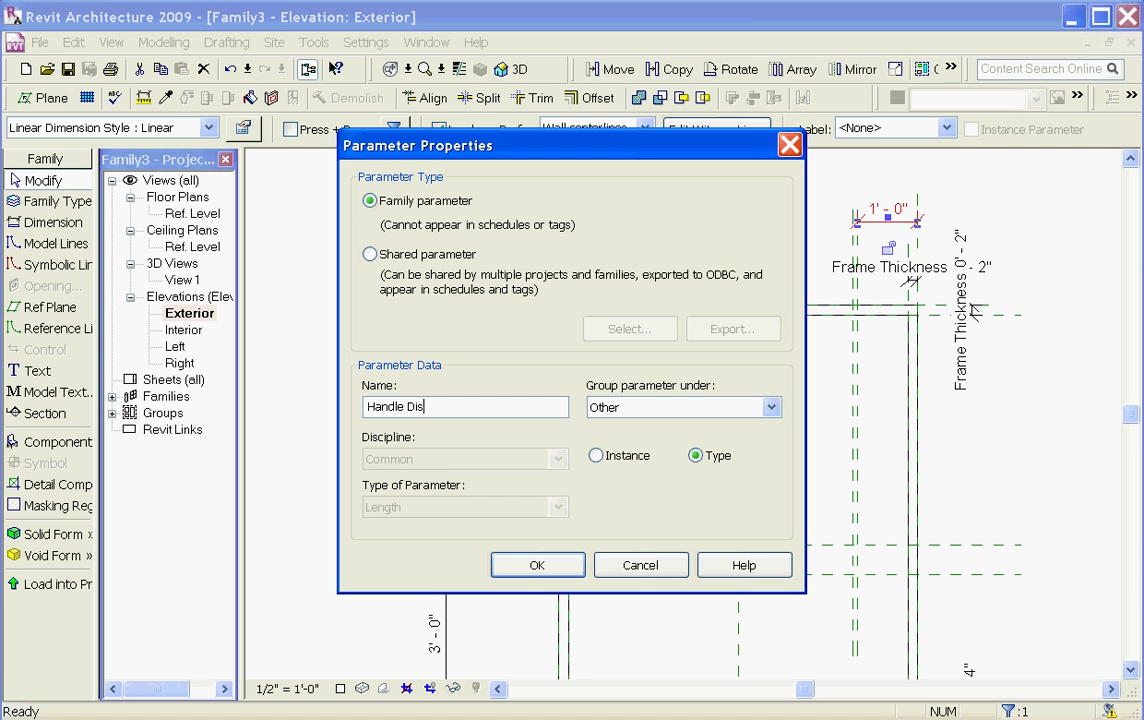 Revit Architecture 2009 - [Family3 - Elevation: Exterior]
File Edit View Modelling Drafting Site Tools Settings Window Help
3D Move Copy Rotate Array Mirror Content Search Online
Plane Demolish Align Split Trim Offset
Linear Dimension Style : Linear Label: <None> Instance Parameter
Family
Modify
Family Type
Dimension
Model Lines
Symbolic Lin
Opening...
Ref Plane
Reference Li
Control
Text
Model Text...
Section
Component
Symbol
Detail Comp
Masking Reg
Solid Form »
Void Form »
Load into Pr
Family3 - Projec...
Views (all)
Floor Plans
Ref. Level
Ceiling Plans
Ref. Level
3D Views
View 1
Elevations (Elev
Exterior
Interior
Left
Right
Sheets (all)
Families
Groups
Revit Links
Parameter Properties
Parameter Type
Family parameter
(Cannot appear in schedules or tags)
Shared parameter
(Can be shared by multiple projects and families, exported to ODBC, and
appear in schedules and tags)
Select... Export...
Parameter Data
Name:
Handle Dis
Group parameter under:
Other
Discipline:
Common
Instance Type
Type of Parameter:
Length
OK Cancel Help
1' - 0"
Frame Thickness - 2"
Frame Thickness 0' - 2"
3' - 0"
4"
1/2" = 1'-0"
Ready NUM :1